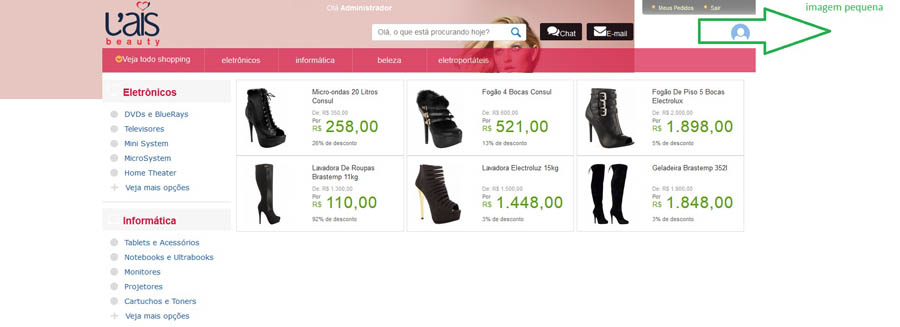 L'ais
beauty
Olá Administrador
Meus Pedidos
Sair
imagem pequena
Olá, o que está procurando hoje?
Chat
E-mail
Veja todo shopping
eletrônicos
informática
beleza
eletroportáteis
Eletrônicos
DVDs e BlueRays
Televisores
Mini System
MicroSystem
Home Theater
Veja mais opções
Informática
Tablets e Acessórios
Notebooks e Ultrabooks
Monitores
Projetores
Cartuchos e Toners
Veja mais opções
Micro-ondas 20 Litros
Consul
De: R$ 350,00
Por
R$ 258,00
26% de desconto
Fogão 4 Bocas Consul
De: R$ 600,00
Por
R$ 521,00
13% de desconto
Fogão De Piso 5 Bocas
Electrolux
De: R$ 2.000,00
Por
R$ 1.898,00
5% de desconto
Lavadora De Roupas
Brastemp 11kg
De: R$ 1.300,00
Por
R$ 110,00
92% de desconto
Lavadora Electroluz 15kg
De: R$ 1.500,00
Por
R$ 1.448,00
3% de desconto
Geladeira Brastemp 352l
De: R$ 1.900,00
Por
R$ 1.848,00
3% de desconto